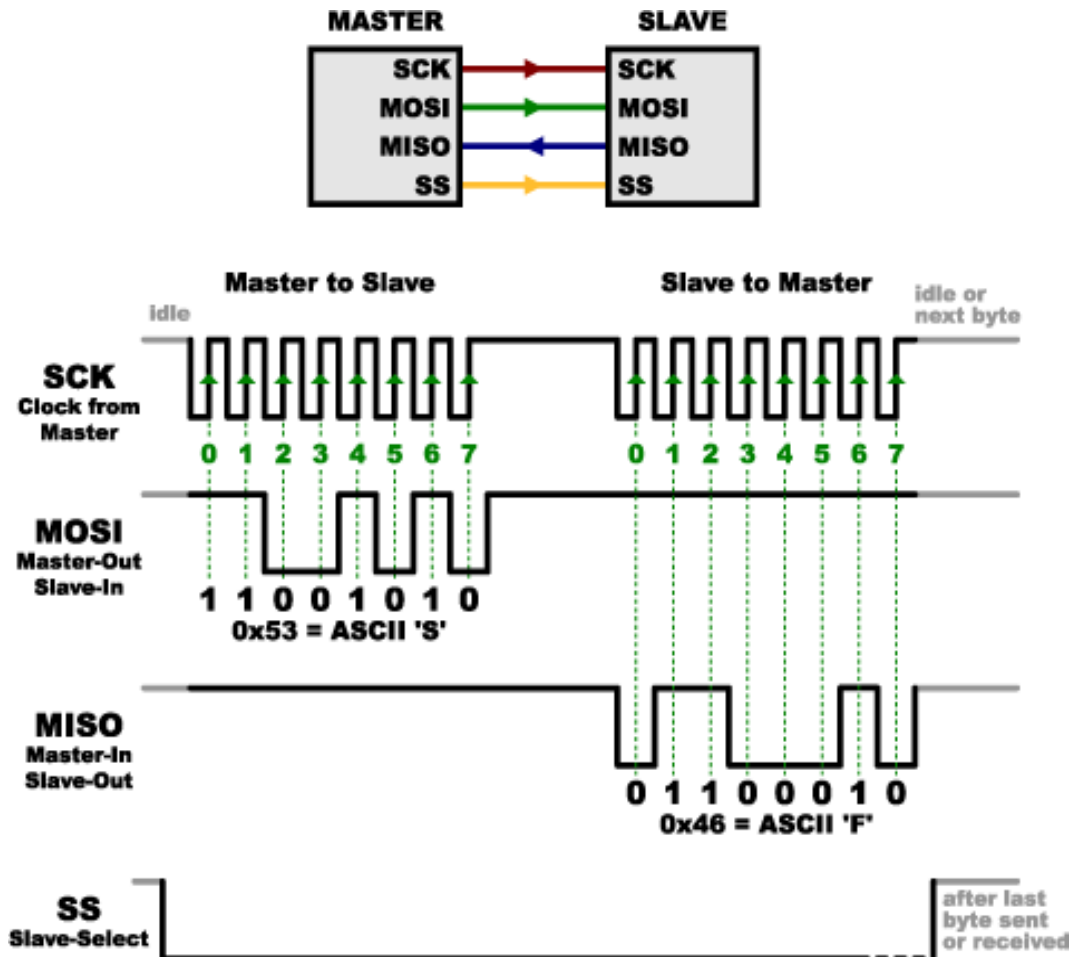 MASTER SLAVE
SCK SCK
MOSI MOSI
MISO MISO
SS SS
Master to Slave Slave to Master
idle
idle or
next byte
SCK
Clock from
Master
0 1 2 3 4 5 6 7 0 1 2 3 4 5 6 7
MOSI
Master-Out
Slave-In
1 1 0 0 1 0 1 0
0x53 = ASCII 'S'
MISO
Master-In
Slave-Out
0 1 1 0 0 0 1 0
0x46 = ASCII 'F'
SS
Slave-Select
after last
byte sent
or received